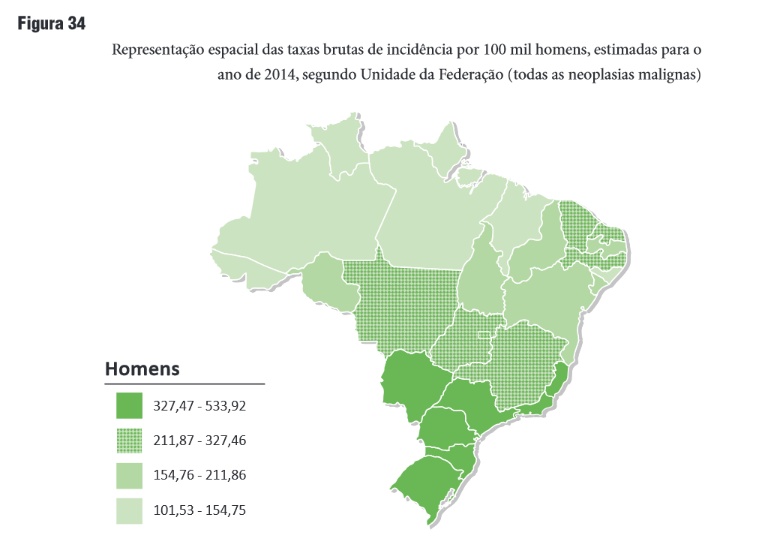 Figura 34
Representação espacial das taxas brutas de incidência por 100 mil homens, estimadas para o
ano de 2014, segundo Unidade da Federação (todas as neoplasias malignas)
Homens
327,47 - 533,92
211,87 - 327,46
154,76 - 211,86
101,53 - 154,75